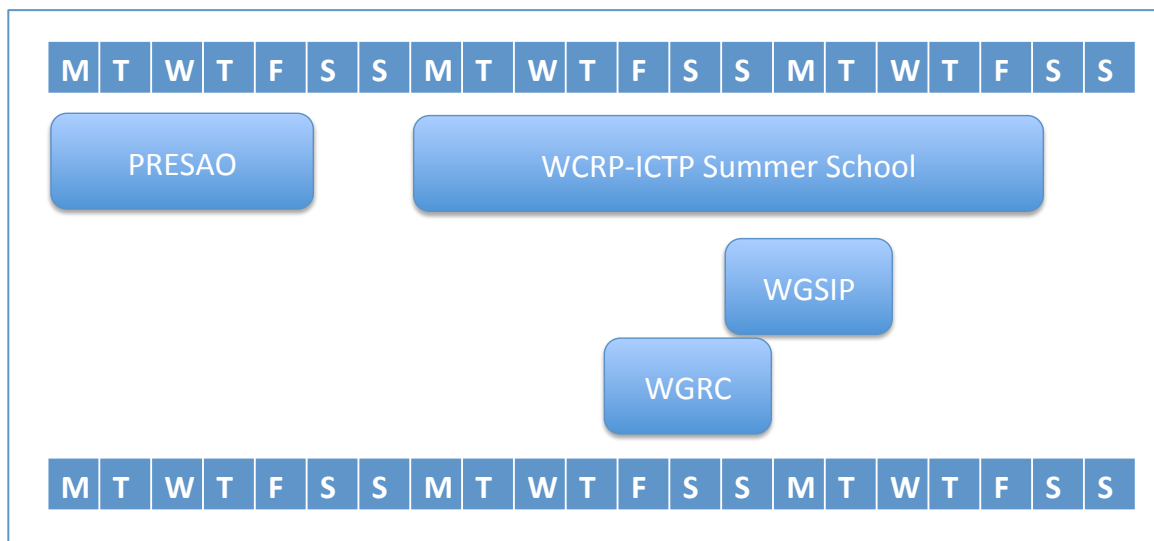 M T W T F S S M T W T F S S M T W T F S S
PRESAO
WCRP-ICTP Summer School
WGSIP
WGRC
M T W T F S S M T W T F S S M T W T F S S